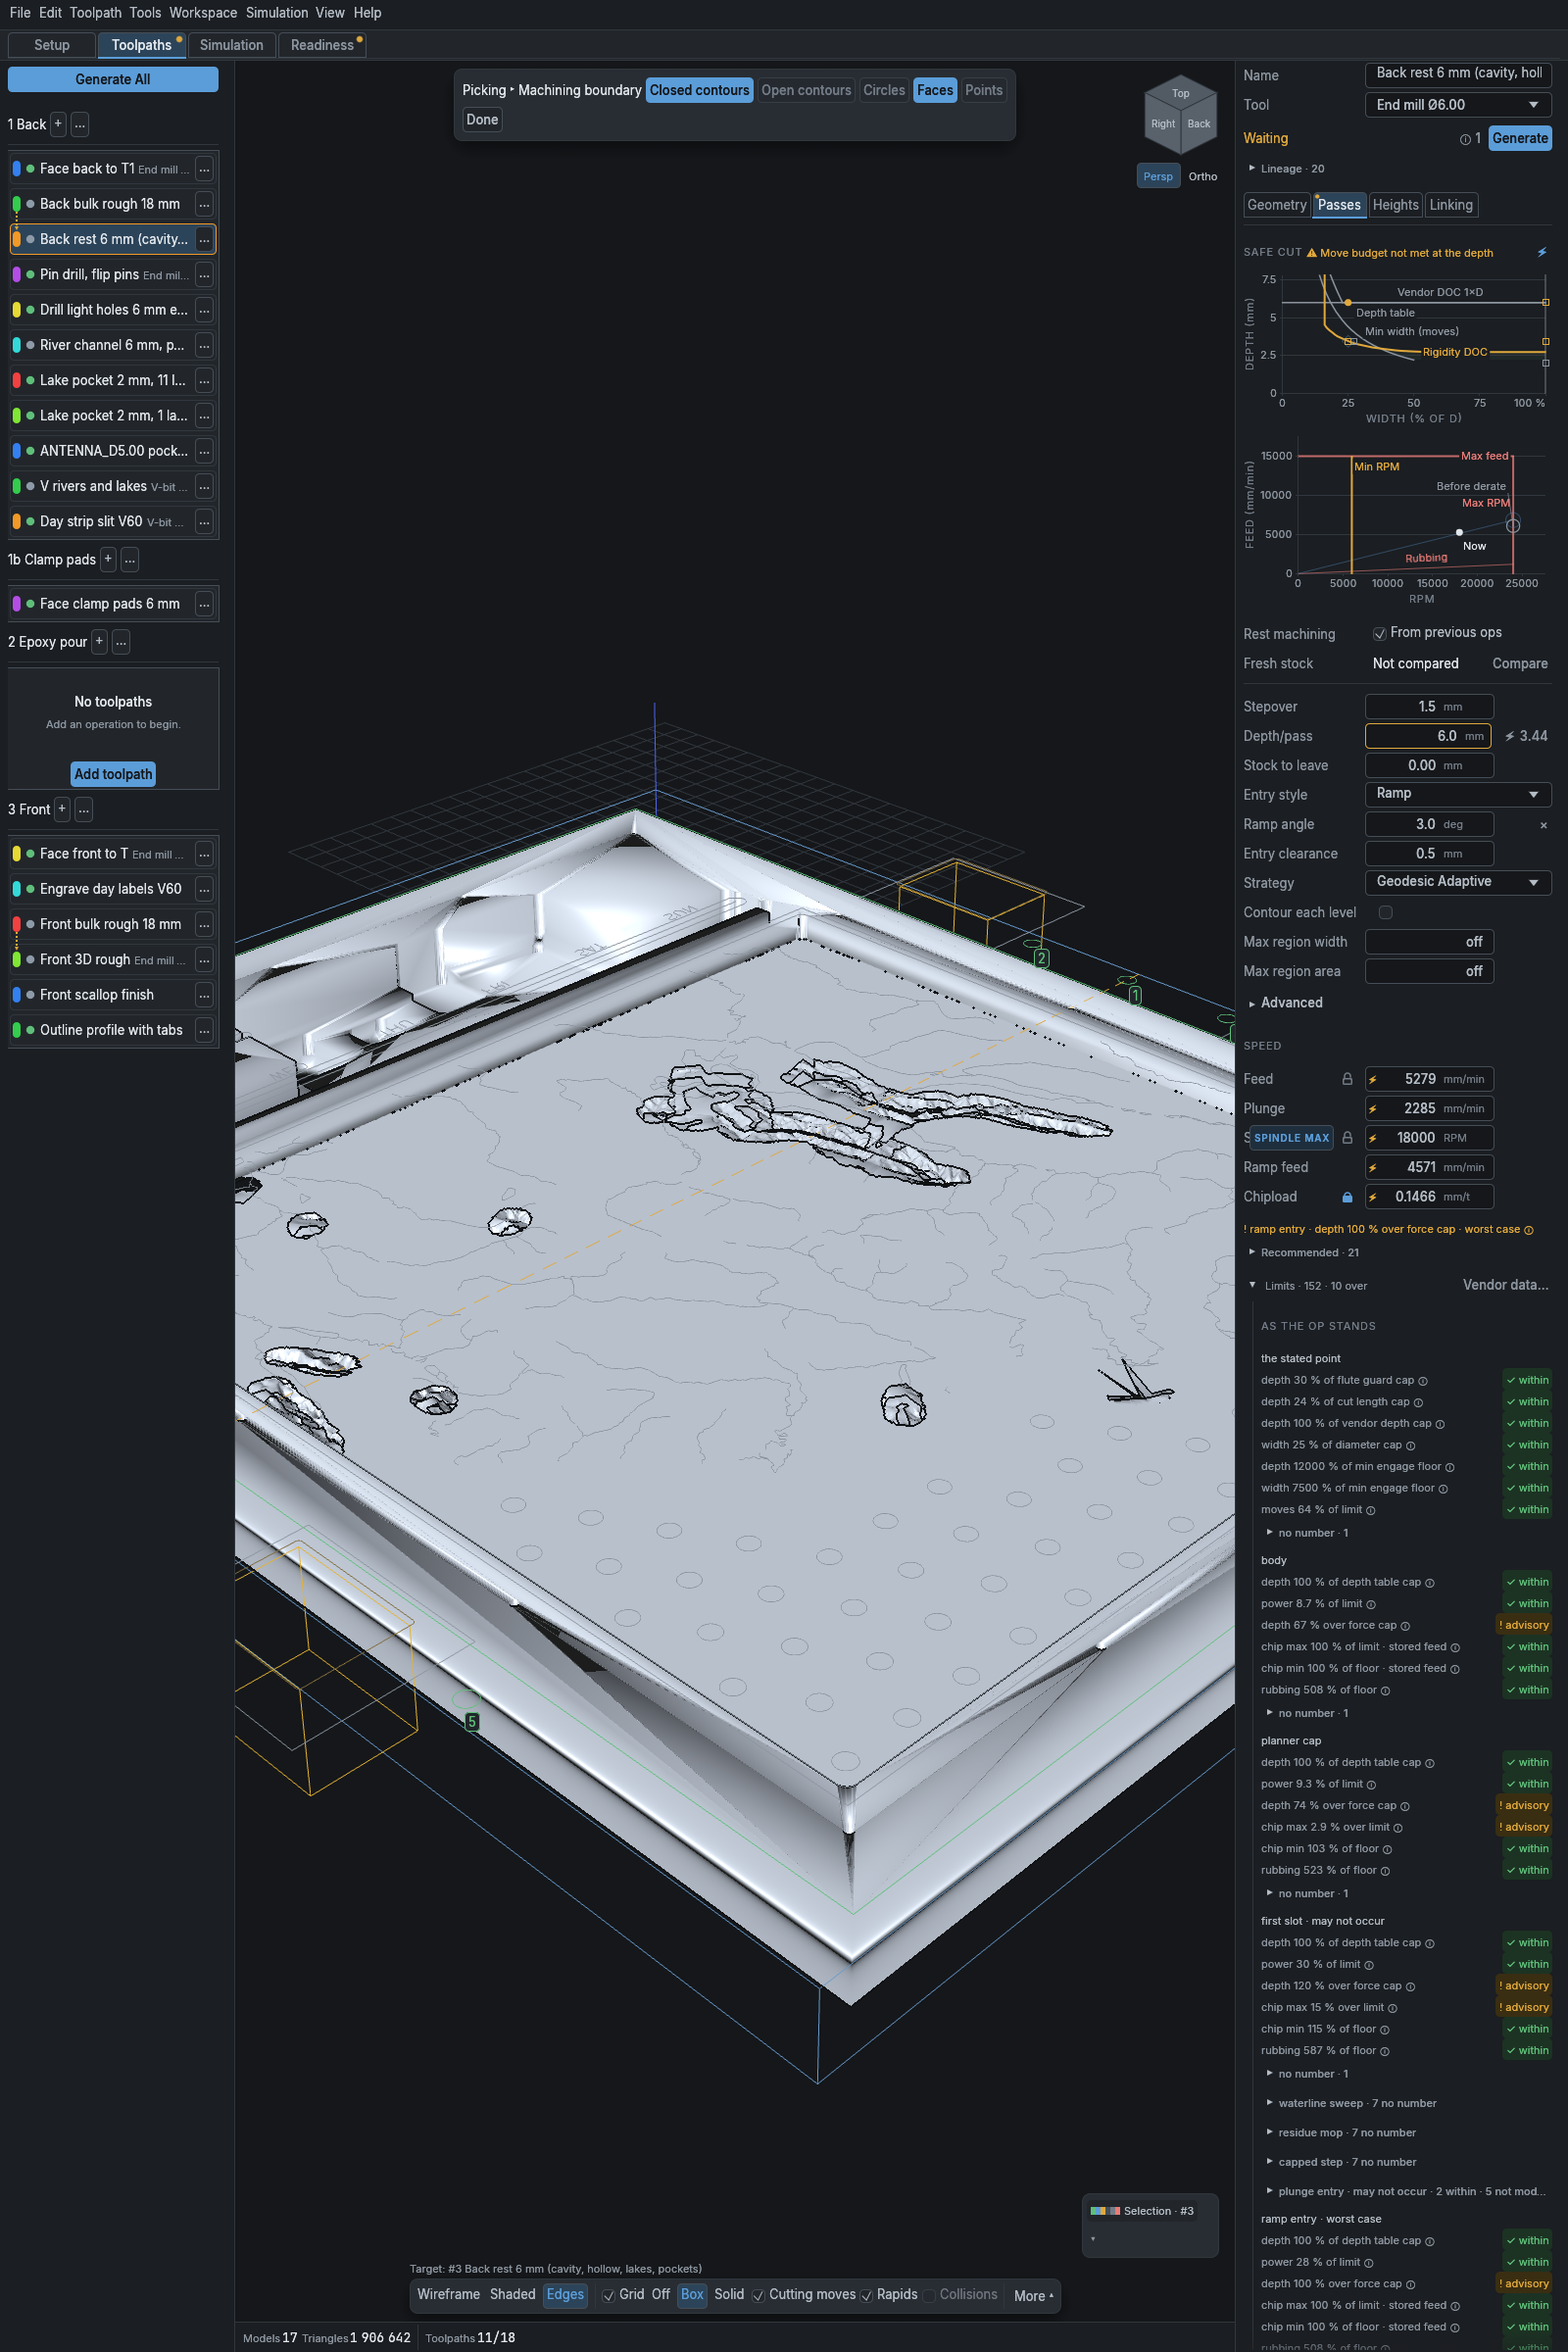 File Edit Toolpath Tools Workspace Simulation View Help
Setup Toolpaths Simulation Readiness
Generate All
1 Back + ...
Face back to T1 End mill ... ...
Back bulk rough 18 mm ...
Back rest 6 mm (cavity... ...
Pin drill, flip pins End mil... ...
Drill light holes 6 mm e... ...
River channel 6 mm, p... ...
Lake pocket 2 mm, 11 l... ...
Lake pocket 2 mm, 1 la... ...
ANTENNA_D5.00 pock... ...
V rivers and lakes V-bit ... ...
Day strip slit V60 V-bit ... ...
1b Clamp pads + ...
Face clamp pads 6 mm ...
2 Epoxy pour + ...
No toolpaths
Add an operation to begin.
Add toolpath
3 Front + ...
Face front to T End mill ... ...
Engrave day labels V60 ...
Front bulk rough 18 mm ...
Front 3D rough End mill ... ...
Front scallop finish ...
Outline profile with tabs ...
Picking ‣ Machining boundary Closed contours Open contours Circles Faces Points
Done
Top
Right Back
Persp Ortho
2
1
5
Selection · #3
Target: #3 Back rest 6 mm (cavity, hollow, lakes, pockets)
Wireframe Shaded Edges Grid Off Box Solid Cutting moves Rapids Collisions More
Models 17 Triangles 1 906 642 Toolpaths 11/18
Name Back rest 6 mm (cavity, holl
Tool End mill Ø6.00
Waiting 1 Generate
Lineage · 20
Geometry Passes Heights Linking
SAFE CUT Move budget not met at the depth
DEPTH (mm)
7.5
5
2.5
0
Vendor DOC 1×D
Depth table
Min width (moves)
Rigidity DOC
0 25 50 75 100 %
WIDTH (% OF D)
FEED (mm/min)
15000
10000
5000
0
Max feed
Min RPM
Before derate
Max RPM
Now
Rubbing
0 5000 10000 15000 20000 25000
RPM
Rest machining From previous ops
Fresh stock Not compared Compare
Stepover 1.5 mm
Depth/pass 6.0 mm 3.44
Stock to leave 0.00 mm
Entry style Ramp
Ramp angle 3.0 deg ×
Entry clearance 0.5 mm
Strategy Geodesic Adaptive
Contour each level
Max region width off
Max region area off
Advanced
SPEED
Feed 5279 mm/min
Plunge 2285 mm/min
S SPINDLE MAX 18000 RPM
Ramp feed 4571 mm/min
Chipload 0.1466 mm/t
! ramp entry · depth 100 % over force cap · worst case
Recommended · 21
Limits · 152 · 10 over Vendor data...
AS THE OP STANDS
the stated point
depth 30 % of flute guard cap ✓ within
depth 24 % of cut length cap ✓ within
depth 100 % of vendor depth cap ✓ within
width 25 % of diameter cap ✓ within
depth 12000 % of min engage floor ✓ within
width 7500 % of min engage floor ✓ within
moves 64 % of limit ✓ within
no number · 1
body
depth 100 % of depth table cap ✓ within
power 8.7 % of limit ✓ within
depth 67 % over force cap ! advisory
chip max 100 % of limit · stored feed ✓ within
chip min 100 % of floor · stored feed ✓ within
rubbing 508 % of floor ✓ within
no number · 1
planner cap
depth 100 % of depth table cap ✓ within
power 9.3 % of limit ✓ within
depth 74 % over force cap ! advisory
chip max 2.9 % over limit ! advisory
chip min 103 % of floor ✓ within
rubbing 523 % of floor ✓ within
no number · 1
first slot · may not occur
depth 100 % of depth table cap ✓ within
power 30 % of limit ✓ within
depth 120 % over force cap ! advisory
chip max 15 % over limit ! advisory
chip min 115 % of floor ✓ within
rubbing 587 % of floor ✓ within
no number · 1
waterline sweep · 7 no number
residue mop · 7 no number
capped step · 7 no number
plunge entry · may not occur · 2 within · 5 not mod...
ramp entry · worst case
depth 100 % of depth table cap ✓ within
power 28 % of limit ✓ within
depth 100 % over force cap ! advisory
chip max 100 % of limit · stored feed ✓ within
chip min 100 % of floor · stored feed ✓ within
rubbing 508 % of floor ✓ within